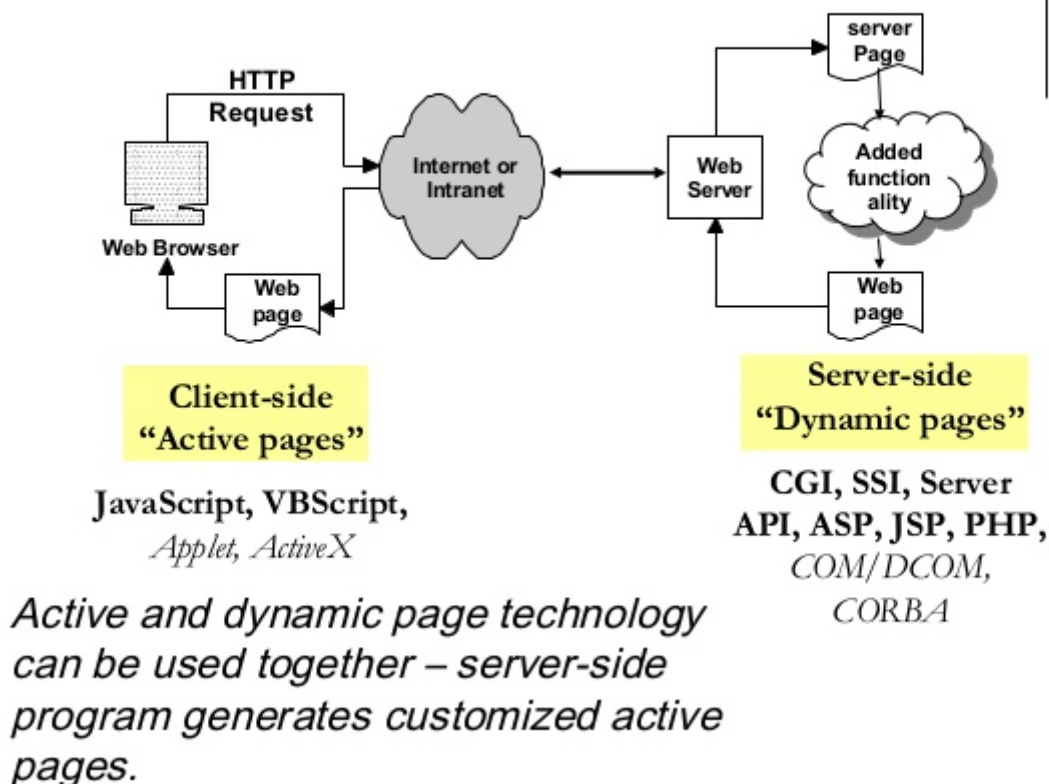 HTTP
Request
Web Browser
Web
page
Internet or
Intranet
Web
Server
server
Page
Added
function
ality
Web
page
Client-side
“Active pages”
JavaScript, VBScript,
Applet, ActiveX
Server-side
“Dynamic pages”
CGI, SSI, Server
API, ASP, JSP, PHP,
COM/DCOM,
CORBA
Active and dynamic page technology
can be used together – server-side
program generates customized active
pages.